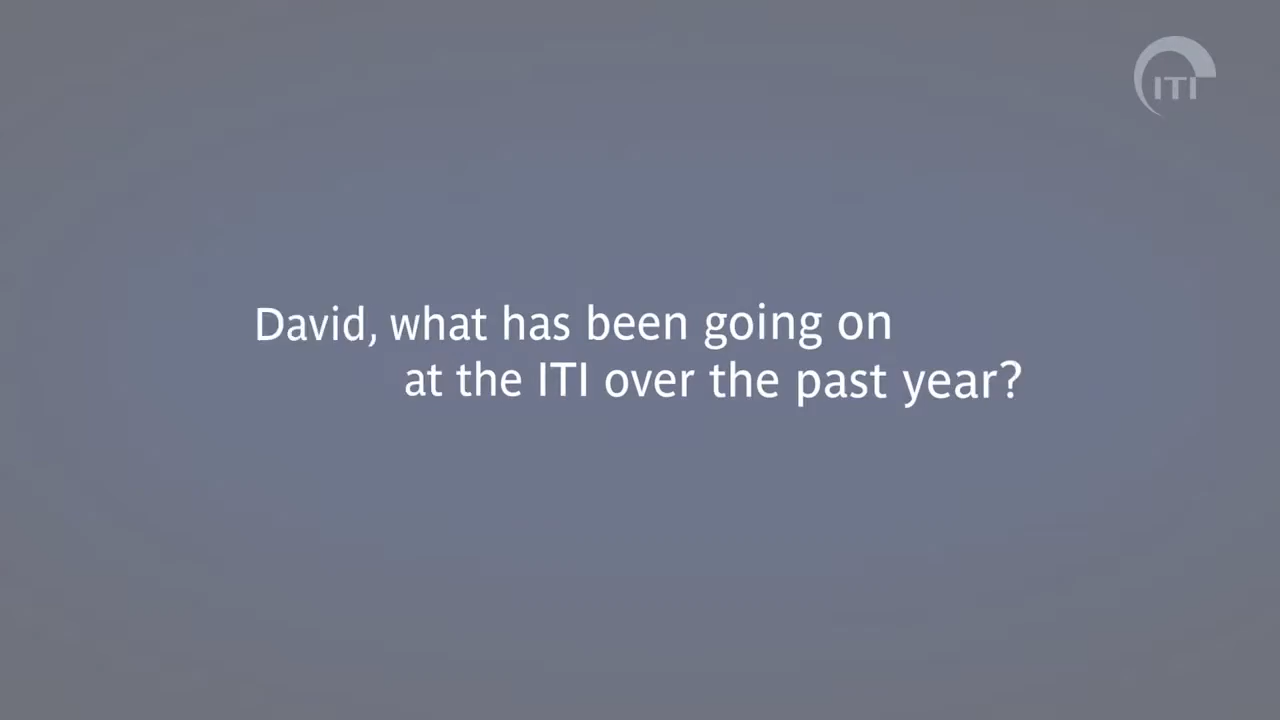 ITI
David, what has been going on
at the ITI over the past year?